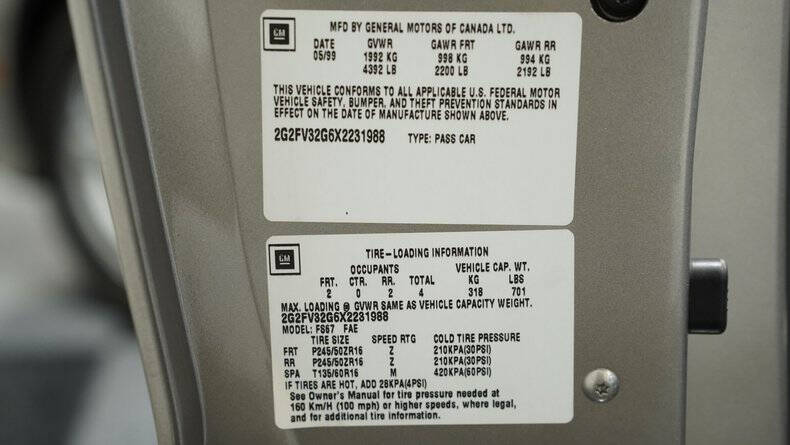 GM
MFD BY GENERAL MOTORS OF CANADA LTD.
DATE GVWR GAWR FRT GAWR RR
05/99 1992 KG 998 KG 994 KG
4392 LB 2200 LB 2192 LB
THIS VEHICLE CONFORMS TO ALL APPLICABLE U.S. FEDERAL MOTOR
VEHICLE SAFETY, BUMPER, AND THEFT PREVENTION STANDARDS IN
EFFECT ON THE DATE OF MANUFACTURE SHOWN ABOVE.
2G2FV32G6X2231988 TYPE: PASS CAR
GM
TIRE-LOADING INFORMATION
OCCUPANTS VEHICLE CAP. WT.
FRT. CTR. RR. TOTAL KG LBS
2 0 2 4 318 701
MAX. LOADING @ GVWR SAME AS VEHICLE CAPACITY WEIGHT.
2G2FV32G6X2231988
MODEL: FS67 FAE
TIRE SIZE SPEED RTG COLD TIRE PRESSURE
FRT P245/50ZR16 Z 210KPA(30PSI)
RR P245/50ZR16 Z 210KPA(30PSI)
SPA T135/60R16 M 420KPA(60PSI)
IF TIRES ARE HOT, ADD 28KPA(4PSI)
See Owner's Manual for tire pressure needed at
160 Km/H (100 mph) or higher speeds, where legal,
and for additional tire information.